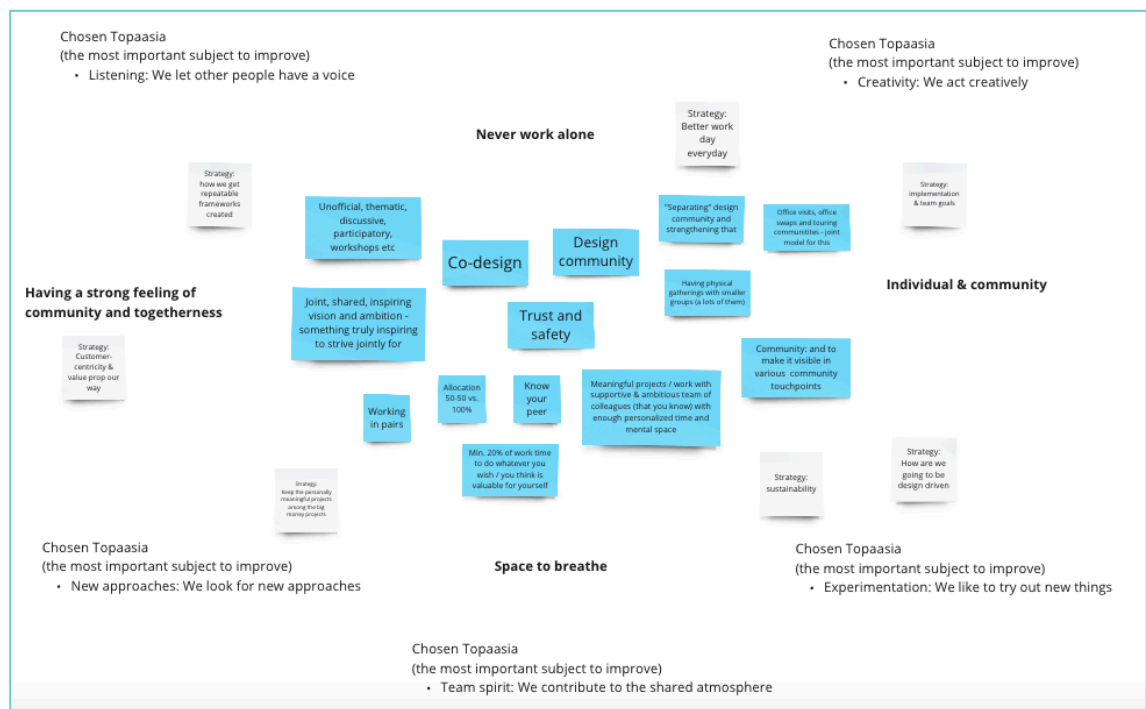 Chosen Topaasia
(the most important subject to improve)
• Listening: We let other people have a voice
Chosen Topaasia
(the most important subject to improve)
• Creativity: We act creatively
Never work alone
Strategy:
Better work
day
everyday
Strategy:
how we get
repeatable
frameworks
created
Unofficial, thematic,
discussive,
participatory,
workshops etc
Co-design
Design
community
"Separating" design
community and
strengthening that
Office visits, office
swaps and touring
communitites - joint
model for this
Strategy:
implementation
& team goals
Having a strong feeling of
community and togetherness
Joint, shared, inspiring
vision and ambition -
something truly inspiring
to strive jointly for
Trust and
safety
Having physical
gatherings with smaller
groups (a lots of them)
Individual & community
Strategy:
Customer-
centricity &
value prop our
way
Community: and to
make it visible in
various community
touchpoints
Working
in pairs
Allocation
50-50 vs.
100%
Know
your
peer
Meaningful projects / work with
supportive & ambitious team of
colleagues (that you know) with
enough personalized time and
mental space
Min. 20% of work time
to do whatever you
wish / you think is
valuable for yourself
Strategy:
Keep the personally
meaningful projects
among the big
money projects
Strategy:
sustainability
Strategy:
How are we
going to be
design driven
Chosen Topaasia
(the most important subject to improve)
• New approaches: We look for new approaches
Space to breathe
Chosen Topaasia
(the most important subject to improve)
• Experimentation: We like to try out new things
Chosen Topaasia
(the most important subject to improve)
• Team spirit: We contribute to the shared atmosphere